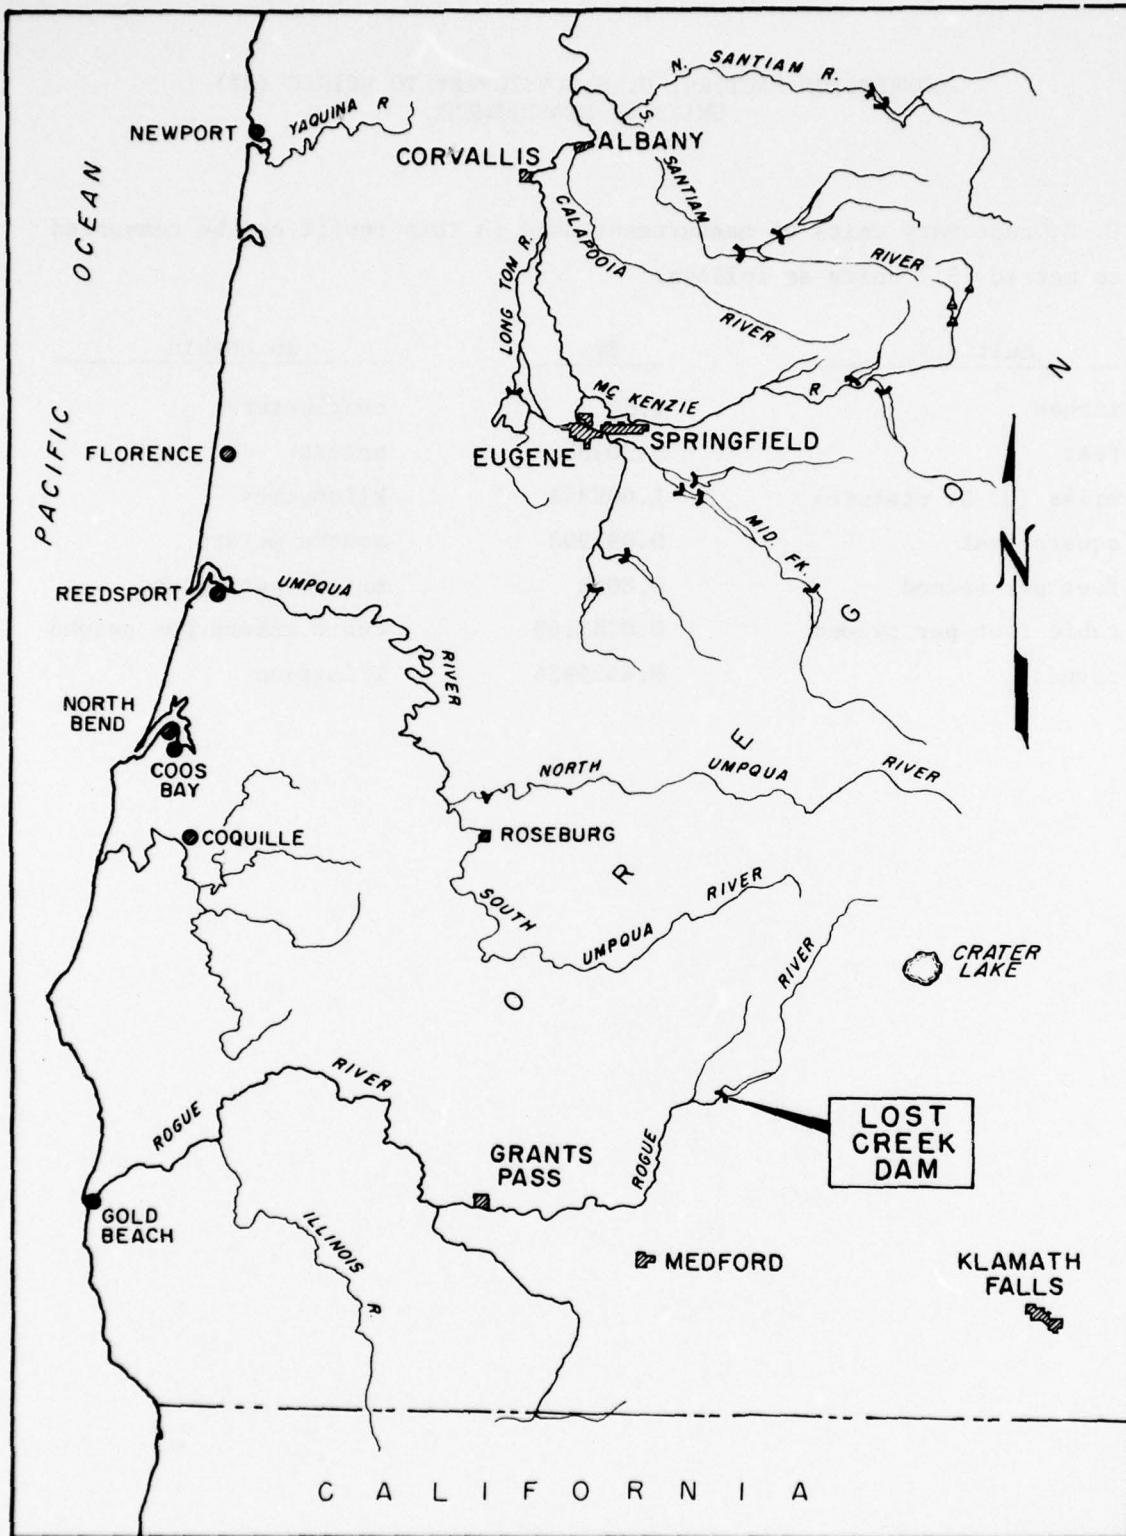 N. SANTIAM R.
YAQUINA R
NEWPORT
S.
SANTIAM
RIVER
CORVALLIS
ALBANY
PACIFIC OCEAN
CALAPOOIA
RIVER
LONG TOM R.
Mc KENZIE
R
FLORENCE
EUGENE
SPRINGFIELD
MID. FK.
N
REEDSPORT
UMPQUA
RIVER
NORTH
BEND
COOS
BAY
NORTH
UMPQUA
RIVER
COQUILLE
ROSEBURG
SOUTH
UMPQUA
RIVER
OREGON
RIVER
CRATER
LAKE
ROGUE
RIVER
LOST
CREEK
DAM
GRANTS
PASS
ROGUE
GOLD
BEACH
ILLINOIS
R.
MEDFORD
KLAMATH
FALLS
CALIFORNIA